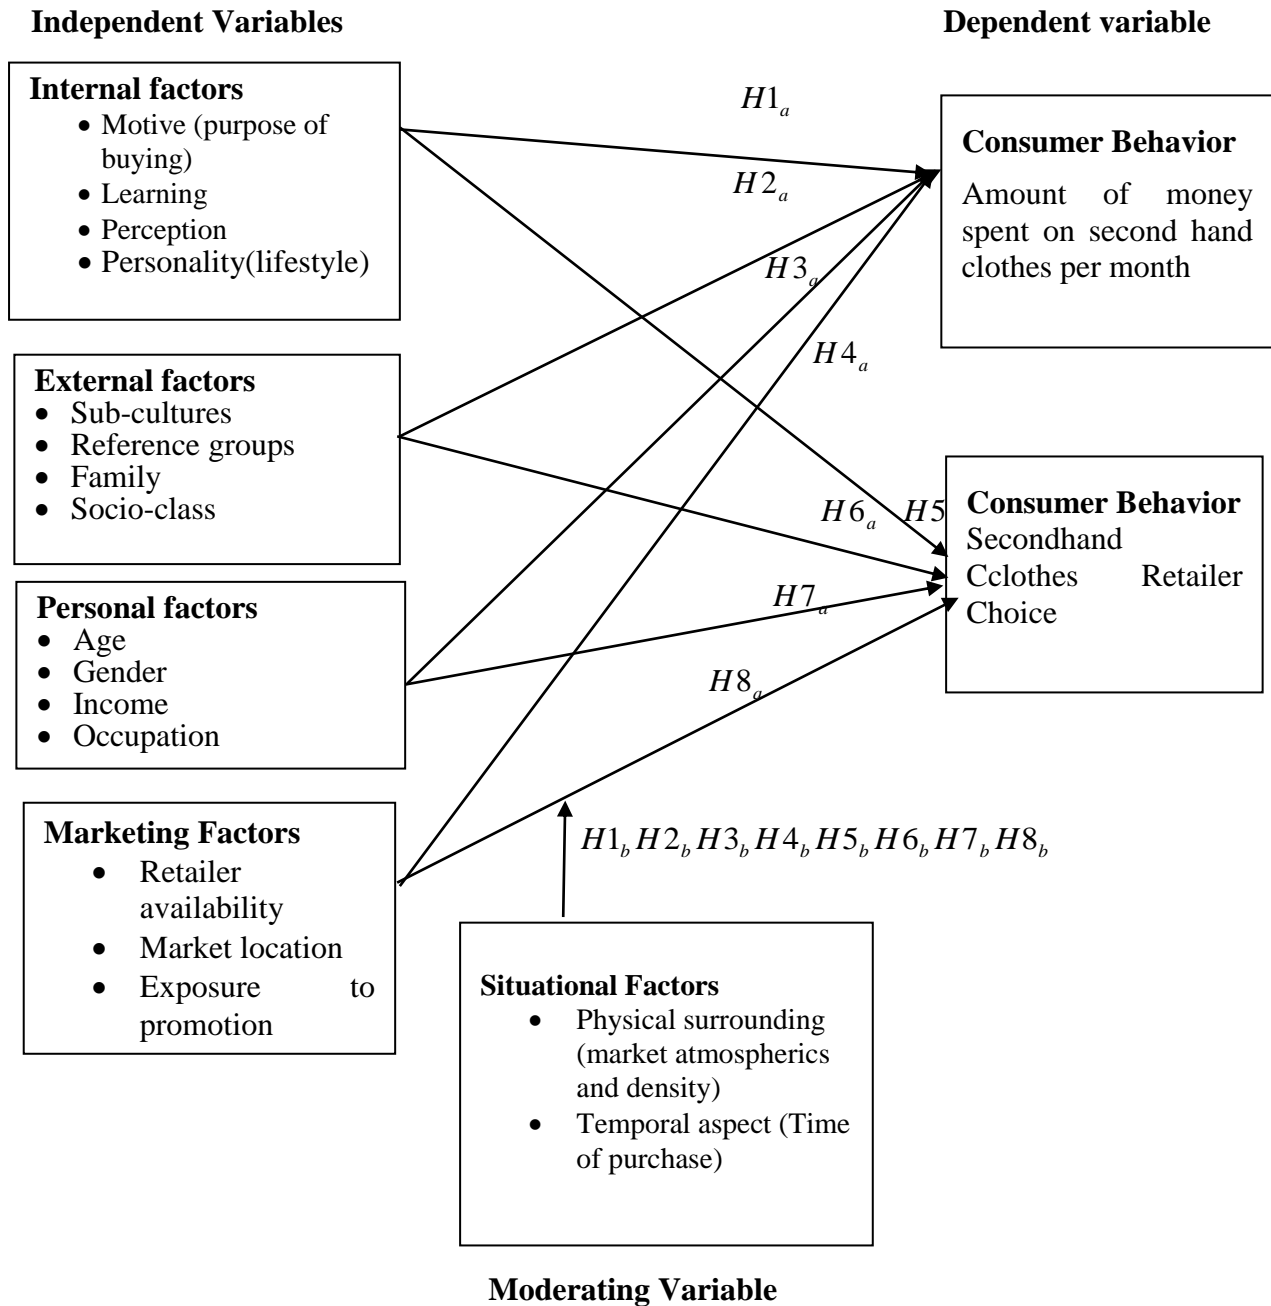 Independent Variables
Dependent variable
Internal factors
• Motive (purpose of
buying)
• Learning
• Perception
• Personality(lifestyle)
External factors
• Sub-cultures
• Reference groups
• Family
• Socio-class
Personal factors
• Age
• Gender
• Income
• Occupation
Marketing Factors
• Retailer
availability
• Market location
• Exposure to
promotion
H1a
H2a
H3a
H4a
H6a H5
H7a
H8a
H1b H2b H3b H4b H5b H6b H7b H8b
Consumer Behavior
Amount of money
spent on second hand
clothes per month
Consumer Behavior
Secondhand
Cclothes Retailer
Choice
Situational Factors
• Physical surrounding
(market atmospherics
and density)
• Temporal aspect (Time
of purchase)
Moderating Variable